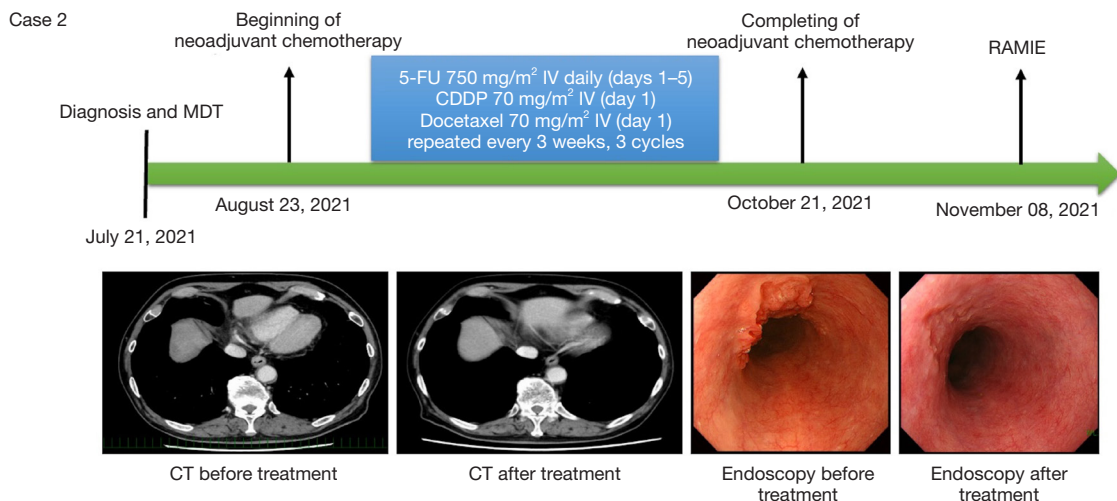 Case 2
Beginning of
neoadjuvant chemotherapy
Completing of
neoadjuvant chemotherapy
RAMIE
Diagnosis and MDT
5-FU 750 mg/m² IV daily (days 1–5)
CDDP 70 mg/m² IV (day 1)
Docetaxel 70 mg/m² IV (day 1)
repeated every 3 weeks, 3 cycles
July 21, 2021
August 23, 2021
October 21, 2021
November 08, 2021
CT before treatment
CT after treatment
Endoscopy before
treatment
Endoscopy after
treatment